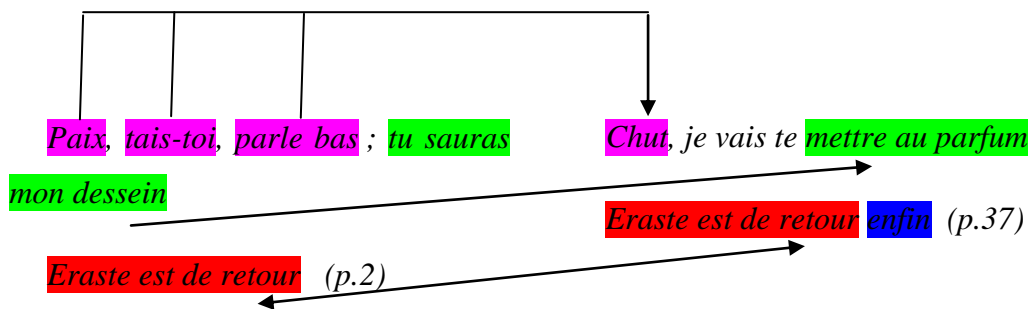 Paix, tais-toi, parle bas ; tu sauras
mon dessein
Eraste est de retour (p.2)
Chut, je vais te mettre au parfum
Eraste est de retour enfin (p.37)